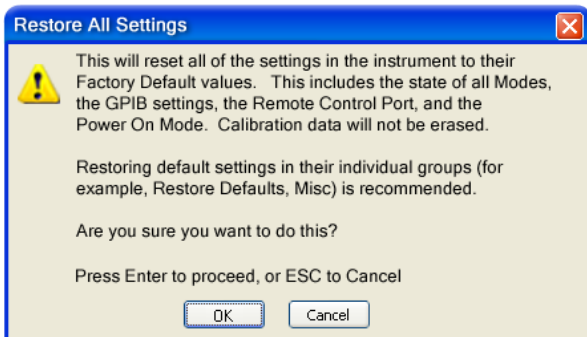 Restore All Settings
This will reset all of the settings in the instrument to their
Factory Default values.   This includes the state of all Modes,
the GPIB settings, the Remote Control Port, and the
Power On Mode.  Calibration data will not be erased.
Restoring default settings in their individual groups (for
example, Restore Defaults, Misc) is recommended.
Are you sure you want to do this?
Press Enter to proceed, or ESC to Cancel
OK Cancel